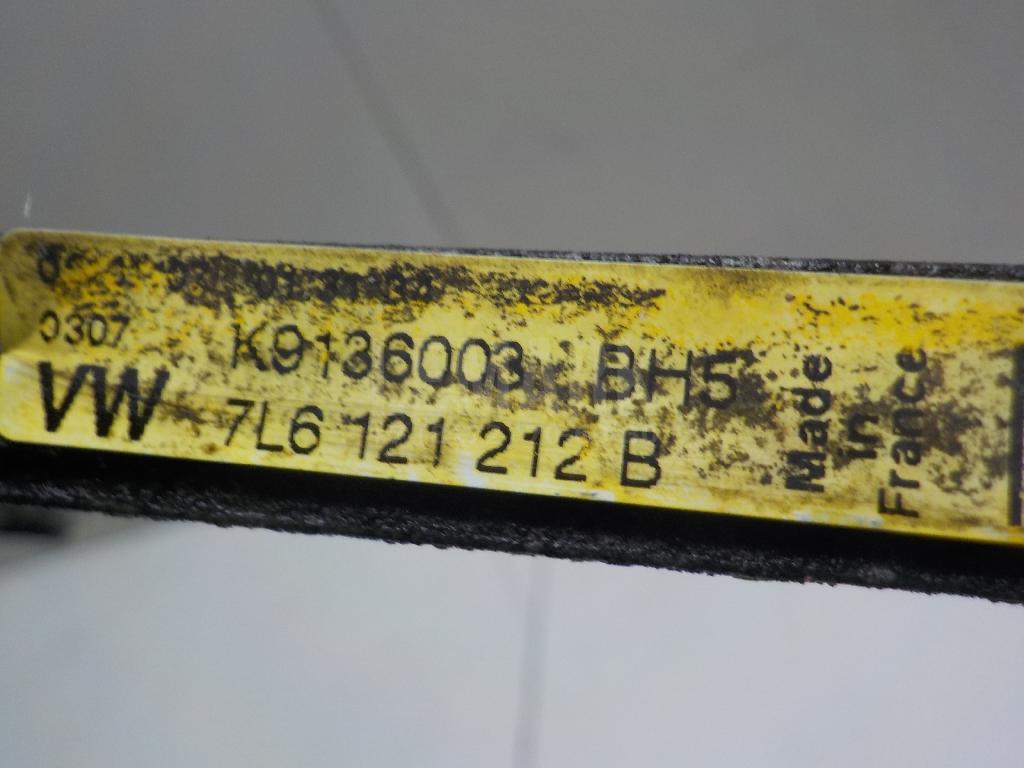 0307 K9136003 BH5
VW 7L6 121 212 B
Made
in
France